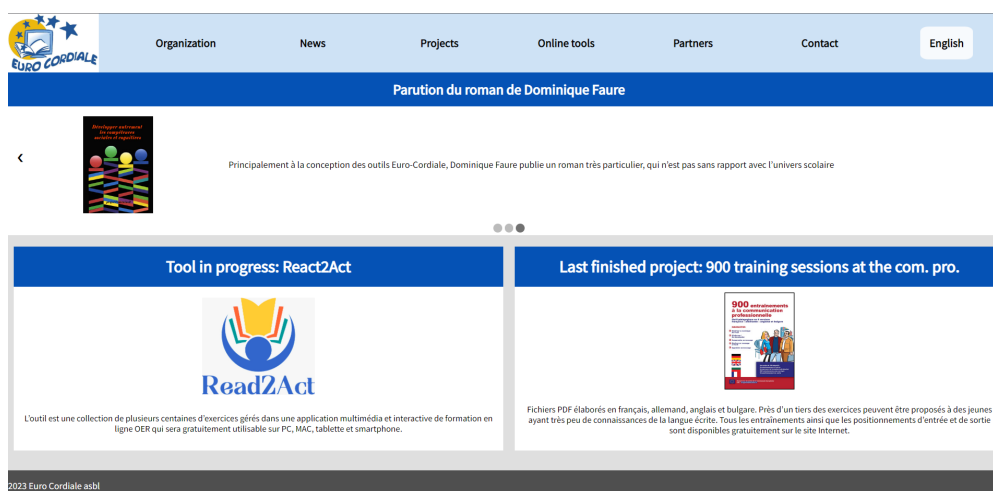 EURO CORDIALE
Organization
News
Projects
Online tools
Partners
Contact
English
Parution du roman de Dominique Faure
Développer autrement
les compétences
sociales et cognitives
‹
Principalement à la conception des outils Euro-Cordiale, Dominique Faure publie un roman très particulier, qui n'est pas sans rapport avec l'univers scolaire
Tool in progress: React2Act
Read2Act
L'outil est une collection de plusieurs centaines d'exercices gérés dans une application multimédia et interactive de formation en
ligne OER qui sera gratuitement utilisable sur PC, MAC, tablette et smartphone.
Last finished project: 900 training sessions at the com. pro.
900 entraînements
à la communication
professionnelle
Fichiers PDF élaborés en français, allemand, anglais et bulgare. Près d'un tiers des exercices peuvent être proposés à des jeunes
ayant très peu de connaissances de la langue écrite. Tous les entraînements ainsi que les positionnements d'entrée et de sortie
sont disponibles gratuitement sur le site Internet.
2023 Euro Cordiale asbl